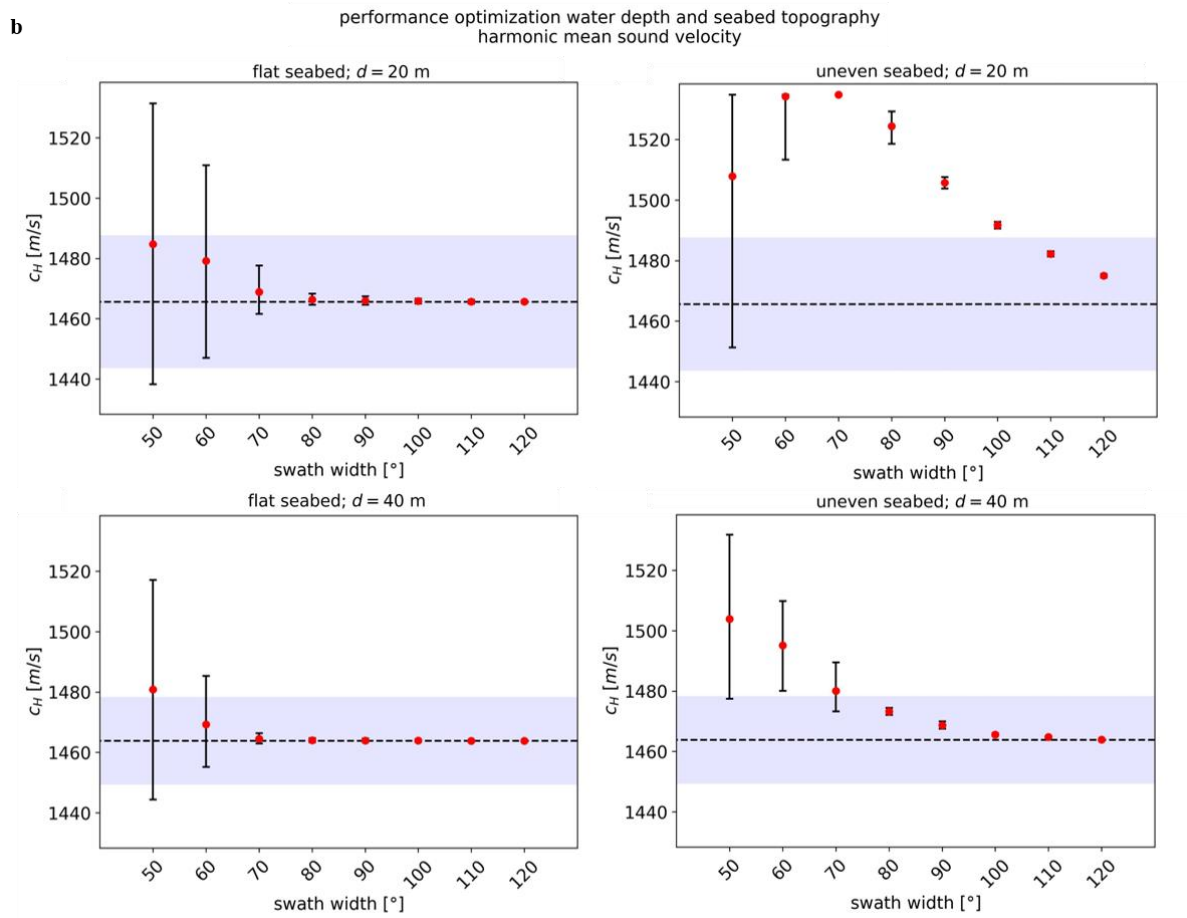 b
performance optimization water depth and seabed topography
harmonic mean sound velocity
flat seabed; d = 20 m
c_H [m/s]
1520
1500
1480
1460
1440
50 60 70 80 90 100 110 120
swath width [°]
uneven seabed; d = 20 m
c_H [m/s]
1520
1500
1480
1460
1440
50 60 70 80 90 100 110 120
swath width [°]
flat seabed; d = 40 m
c_H [m/s]
1520
1500
1480
1460
1440
50 60 70 80 90 100 110 120
swath width [°]
uneven seabed; d = 40 m
c_H [m/s]
1520
1500
1480
1460
1440
50 60 70 80 90 100 110 120
swath width [°]